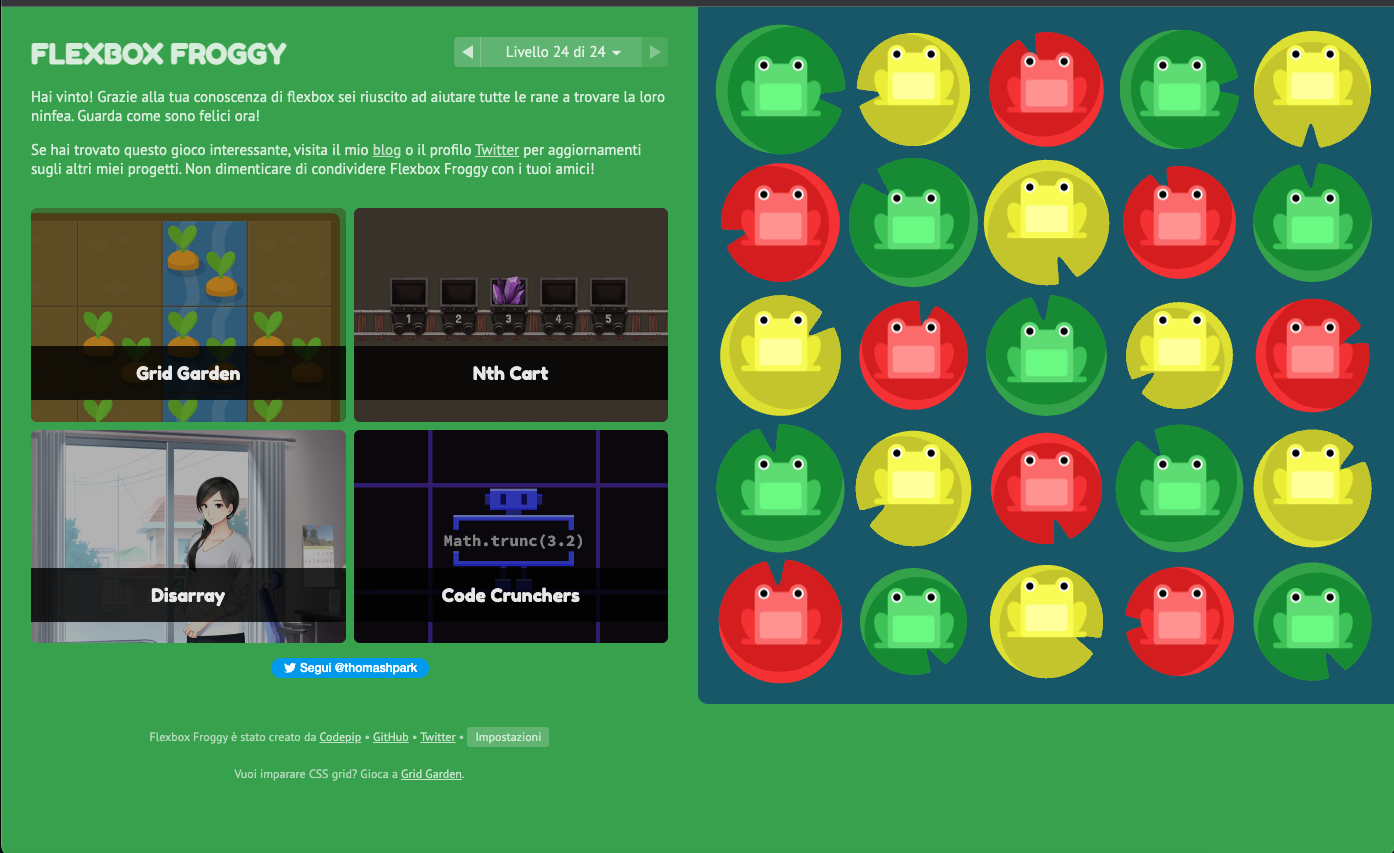 FLEXBOX FROGGY
Livello 24 di 24
Hai vinto! Grazie alla tua conoscenza di flexbox sei riuscito ad aiutare tutte le rane a trovare la loro
ninfea. Guarda come sono felici ora!
Se hai trovato questo gioco interessante, visita il mio blog o il profilo Twitter per aggiornamenti
sugli altri miei progetti. Non dimenticare di condividere Flexbox Froggy con i tuoi amici!
Grid Garden
1 2 3 4 5
Nth Cart
Disarray
Math.trunc(3.2)
Code Crunchers
Segui @thomashpark
Flexbox Froggy è stato creato da Codepip • GitHub • Twitter • Impostazioni
Vuoi imparare CSS grid? Gioca a Grid Garden.